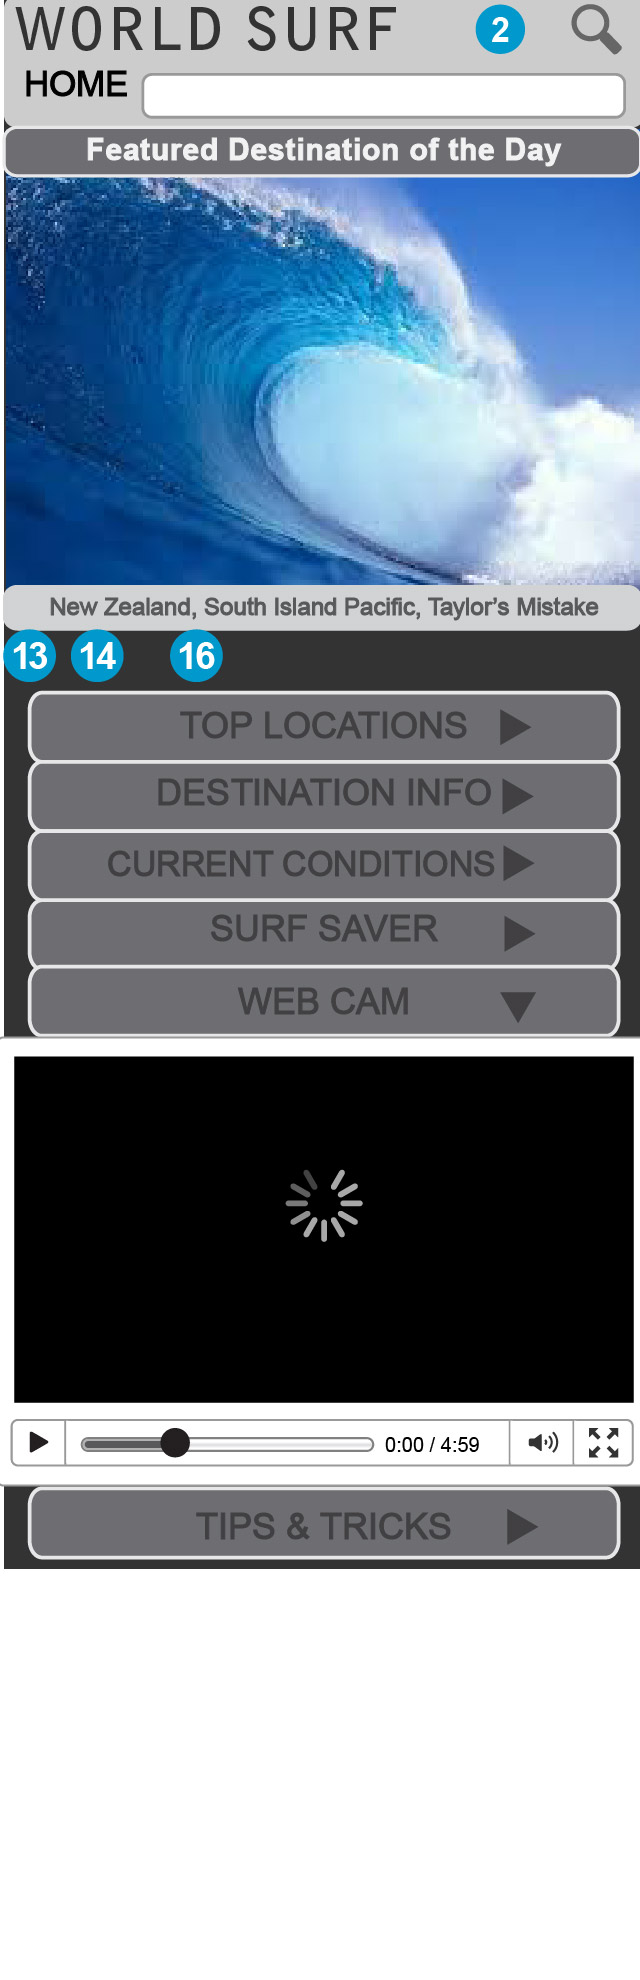 WORLD SURF 2
HOME
Featured Destination of the Day
New Zealand, South Island Pacific, Taylor’s Mistake
13 14 16
TOP LOCATIONS
DESTINATION INFO
CURRENT CONDITIONS
SURF SAVER
WEB CAM
0:00 / 4:59
TIPS & TRICKS